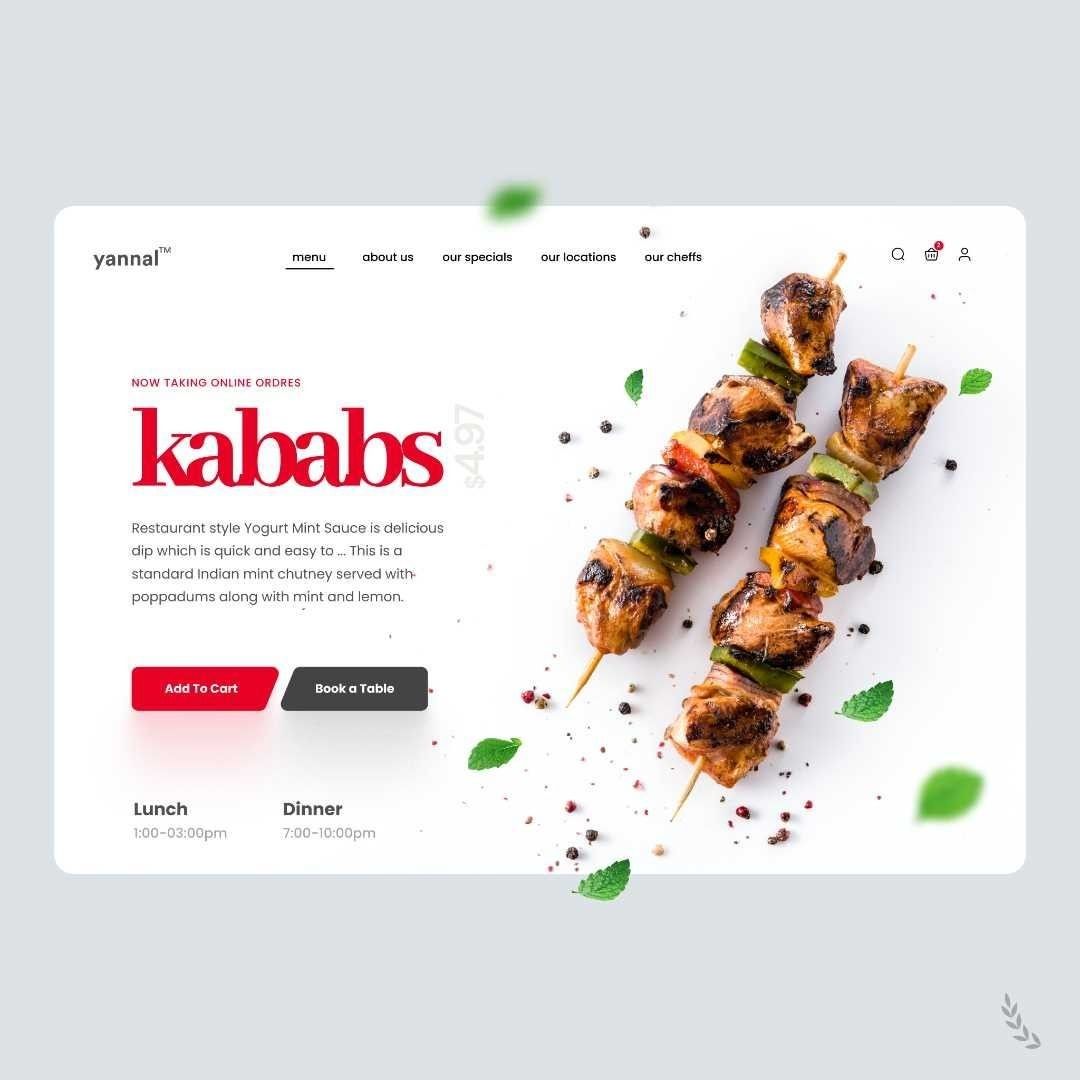 yannal™
menu about us our specials our locations our cheffs
2
NOW TAKING ONLINE ORDRES
kababs
$4.97
Restaurant style Yogurt Mint Sauce is delicious
dip which is quick and easy to ... This is a
standard Indian mint chutney served with
poppadums along with mint and lemon.
Add To Cart Book a Table
Lunch Dinner
1:00-03:00pm 7:00-10:00pm